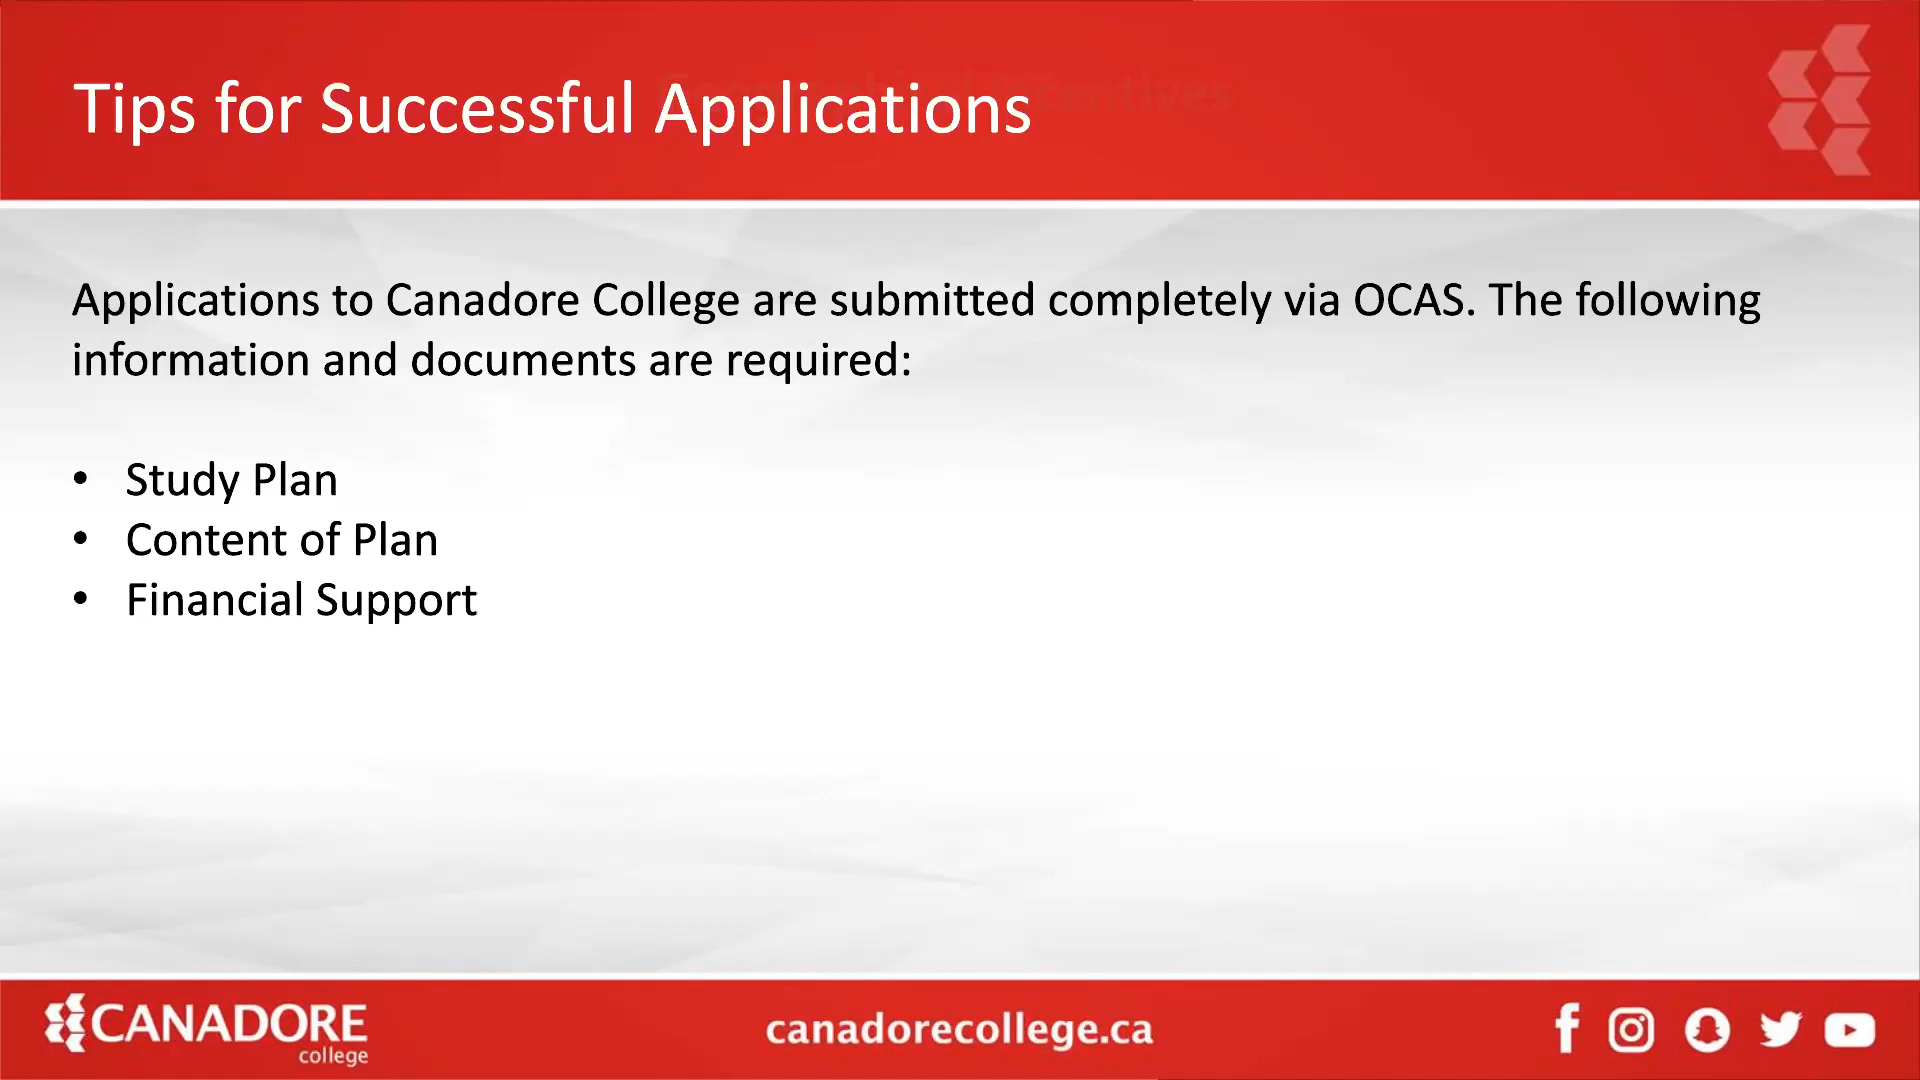 Tips for Successful Applications
Applications to Canadore College are submitted completely via OCAS. The following
information and documents are required:
• Study Plan
• Content of Plan
• Financial Support
CANADORE
college
canadorecollege.ca